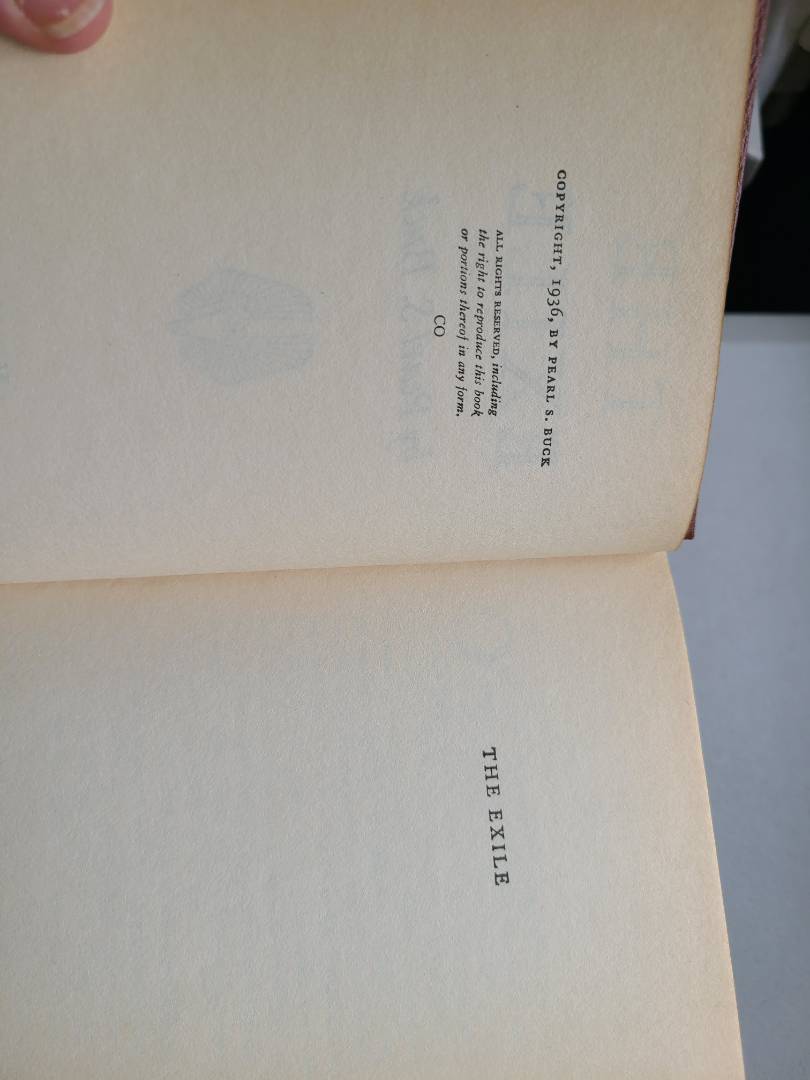 COPYRIGHT, 1936, BY PEARL S. BUCK
ALL RIGHTS RESERVED, including
the right to reproduce this book
or portions thereof in any form.
CO
THE EXILE